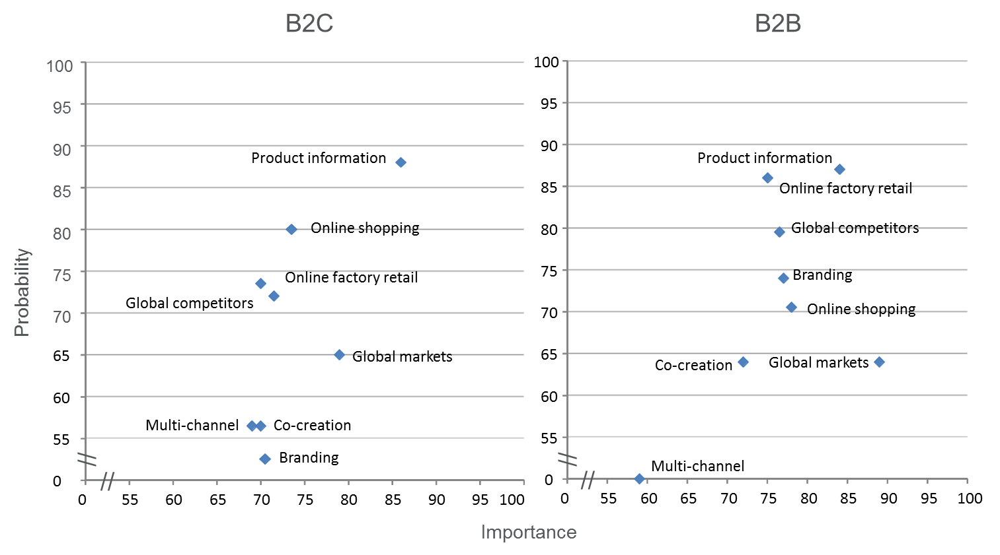 B2C
B2B
100
95
90
85
80
75
70
65
60
55
0
Probability
Product information
Online shopping
Online factory retail
Global competitors
Global markets
Multi-channel
Co-creation
Branding
0 55 60 65 70 75 80 85 90 95 100
100
95
90
85
80
75
70
65
60
55
0
Product information
Online factory retail
Global competitors
Branding
Online shopping
Co-creation
Global markets
Multi-channel
0 55 60 65 70 75 80 85 90 95 100
Importance